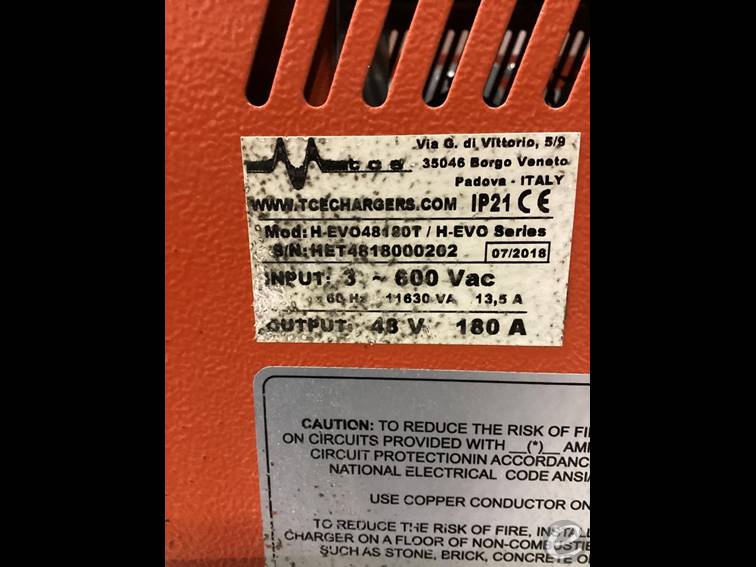 tce
Via G. di Vittorio, 5/9
35046 Borgo Veneto
Padova - ITALY
WWW.TCECHARGERS.COM IP21 CE
Mod: H-EVO48180T / H-EVO Series
S/N: HET4818000202 07/2018
INPUT: 3 ~ 600 Vac
60 Hz 11630 VA 13,5 A
OUTPUT: 48 V 180 A
CAUTION: TO REDUCE THE RISK OF FI
ON CIRCUITS PROVIDED WITH __(*)__ AM
CIRCUIT PROTECTIONIN ACCORDANC
NATIONAL ELECTRICAL CODE ANSI
USE COPPER CONDUCTOR ON
TO REDUCE THE RISK OF FIRE, INSTAL
CHARGER ON A FLOOR OF NON-COMBUSTIB
SUCH AS STONE, BRICK, CONCRETE O